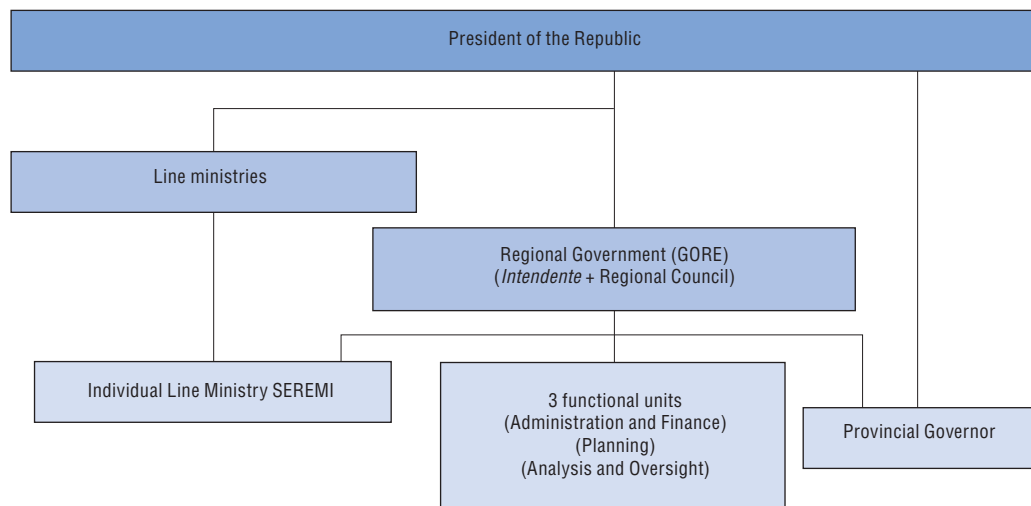 President of the Republic
Line ministries
Regional Government (GORE)
(Intendente + Regional Council)
Individual Line Ministry SEREMI
3 functional units
(Administration and Finance)
(Planning)
(Analysis and Oversight)
Provincial Governor